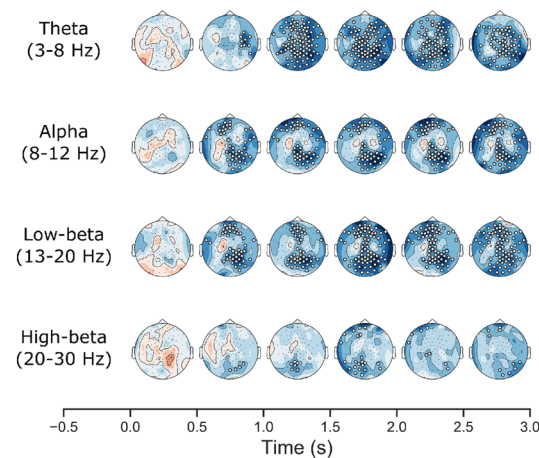 Theta
(3-8 Hz)
Alpha
(8-12 Hz)
Low-beta
(13-20 Hz)
High-beta
(20-30 Hz)
−0.5 0.0 0.5 1.0 1.5 2.0 2.5 3.0
Time (s)